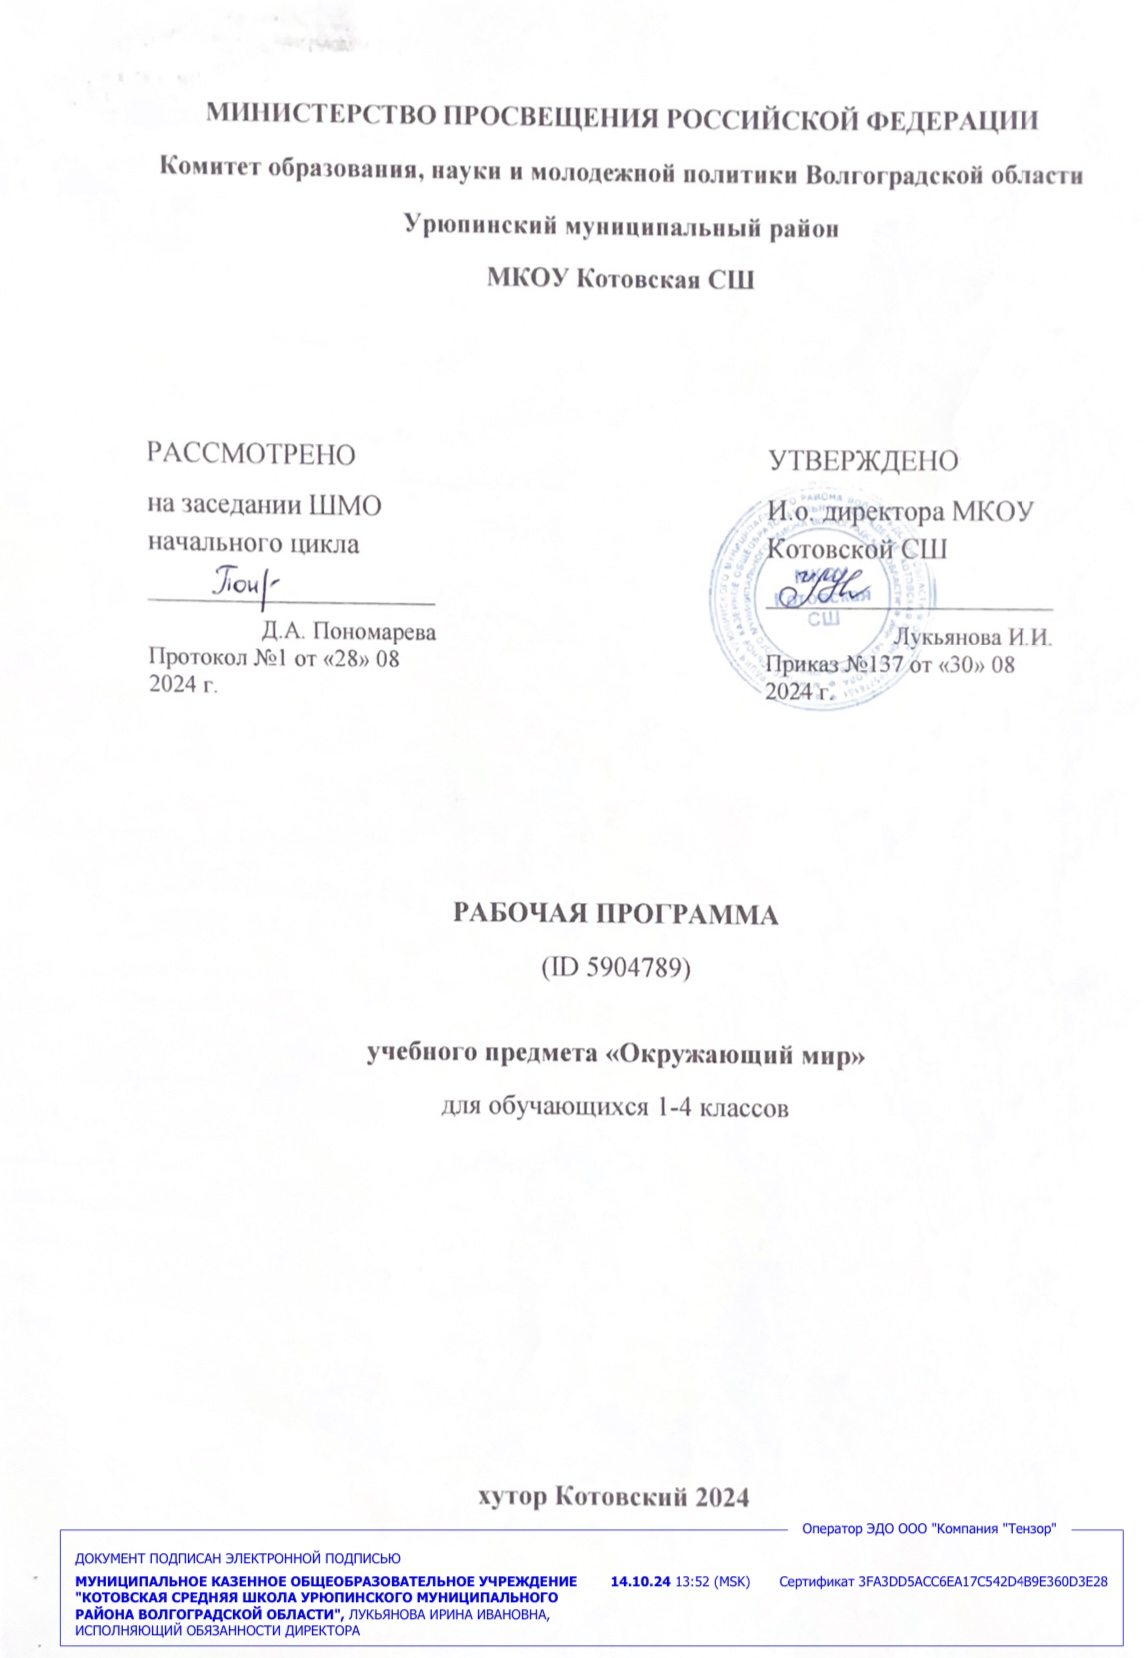 МИНИСТЕРСТВО ПРОСВЕЩЕНИЯ РОССИЙСКОЙ ФЕДЕРАЦИИ
Комитет образования, науки и молодежной политики Волгоградской области
Урюпинский муниципальный район
МКОУ Котовская СШ
РАССМОТРЕНО
на заседании ШМО
начального цикла
Д.А. Пономарева
Протокол №1 от «28» 08
2024 г.
УТВЕРЖДЕНО
И.о. директора МКОУ
Котовской СШ
Котовская
СШ
Лукьянова И.И.
Приказ №137 от «30» 08
2024 г.
РАБОЧАЯ ПРОГРАММА
(ID 5904789)
учебного предмета «Окружающий мир»
для обучающихся 1-4 классов
хутор Котовский 2024
Оператор ЭДО ООО "Компания "Тензор"
ДОКУМЕНТ ПОДПИСАН ЭЛЕКТРОННОЙ ПОДПИСЬЮ
МУНИЦИПАЛЬНОЕ КАЗЕННОЕ ОБЩЕОБРАЗОВАТЕЛЬНОЕ УЧРЕЖДЕНИЕ
"КОТОВСКАЯ СРЕДНЯЯ ШКОЛА УРЮПИНСКОГО МУНИЦИПАЛЬНОГО
РАЙОНА ВОЛГОГРАДСКОЙ ОБЛАСТИ", ЛУКЬЯНОВА ИРИНА ИВАНОВНА,
ИСПОЛНЯЮЩИЙ ОБЯЗАННОСТИ ДИРЕКТОРА
14.10.24 13:52 (MSK)
Сертификат 3FA3DD5ACC6EA17C542D4B9E360D3E28